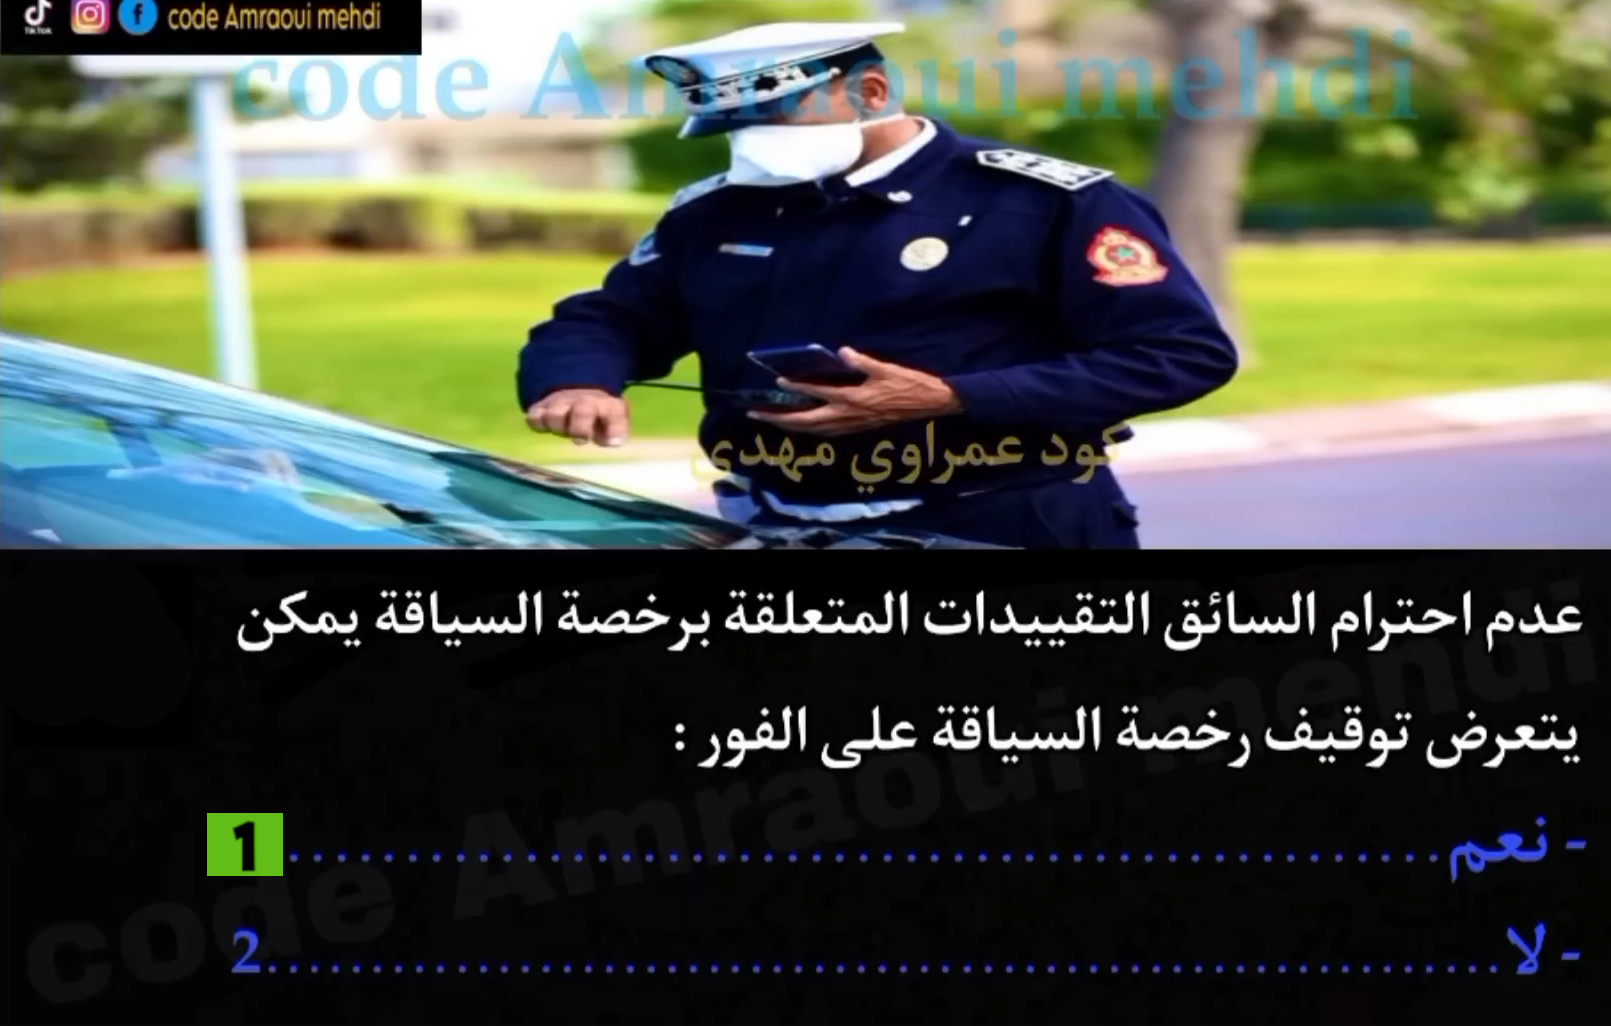 TikTok
code Amraoui mehdi
code Amraoui mehdi
كود عمراوي مهدي
عدم احترام السائق التقييدات المتعلقة برخصة السياقة يمكن
يتعرض توقيف رخصة السياقة على الفور :
- نعم ........................................................ 1
- لا ........................................................... 2
code Amraoui mehdi